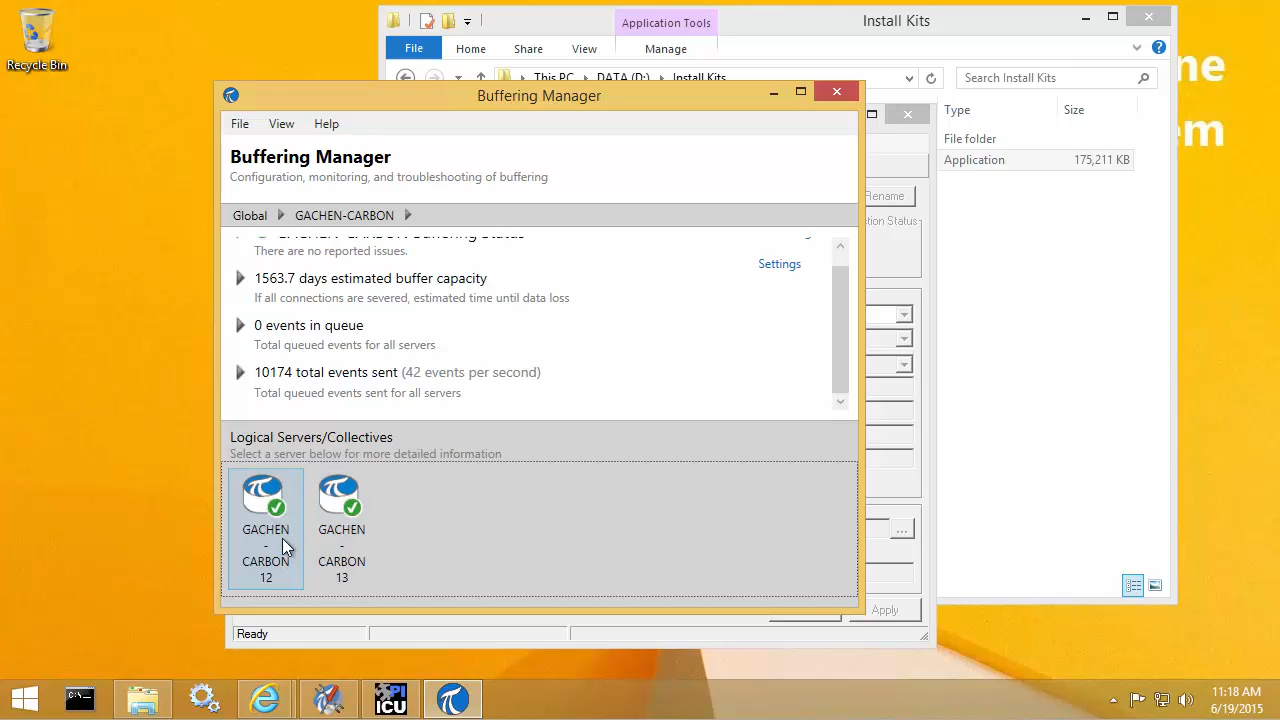 Recycle Bin
Application Tools
Install Kits
File
Home
Share
View
Manage
This PC
DATA (D:)
Install Kits
Search Install Kits
ne
em
Type
Size
File folder
Application
175,211 KB
Buffering Manager
File
View
Help
Buffering Manager
Configuration, monitoring, and troubleshooting of buffering
Global
GACHEN-CARBON
There are no reported issues.
Settings
1563.7 days estimated buffer capacity
If all connections are severed, estimated time until data loss
0 events in queue
Total queued events for all servers
10174 total events sent (42 events per second)
Total queued events sent for all servers
Logical Servers/Collectives
Select a server below for more detailed information
GACHEN
-
CARBON
12
GACHEN
-
CARBON
13
Rename
tion Status
...
Apply
Ready
PI
ICU
11:18 AM
6/19/2015